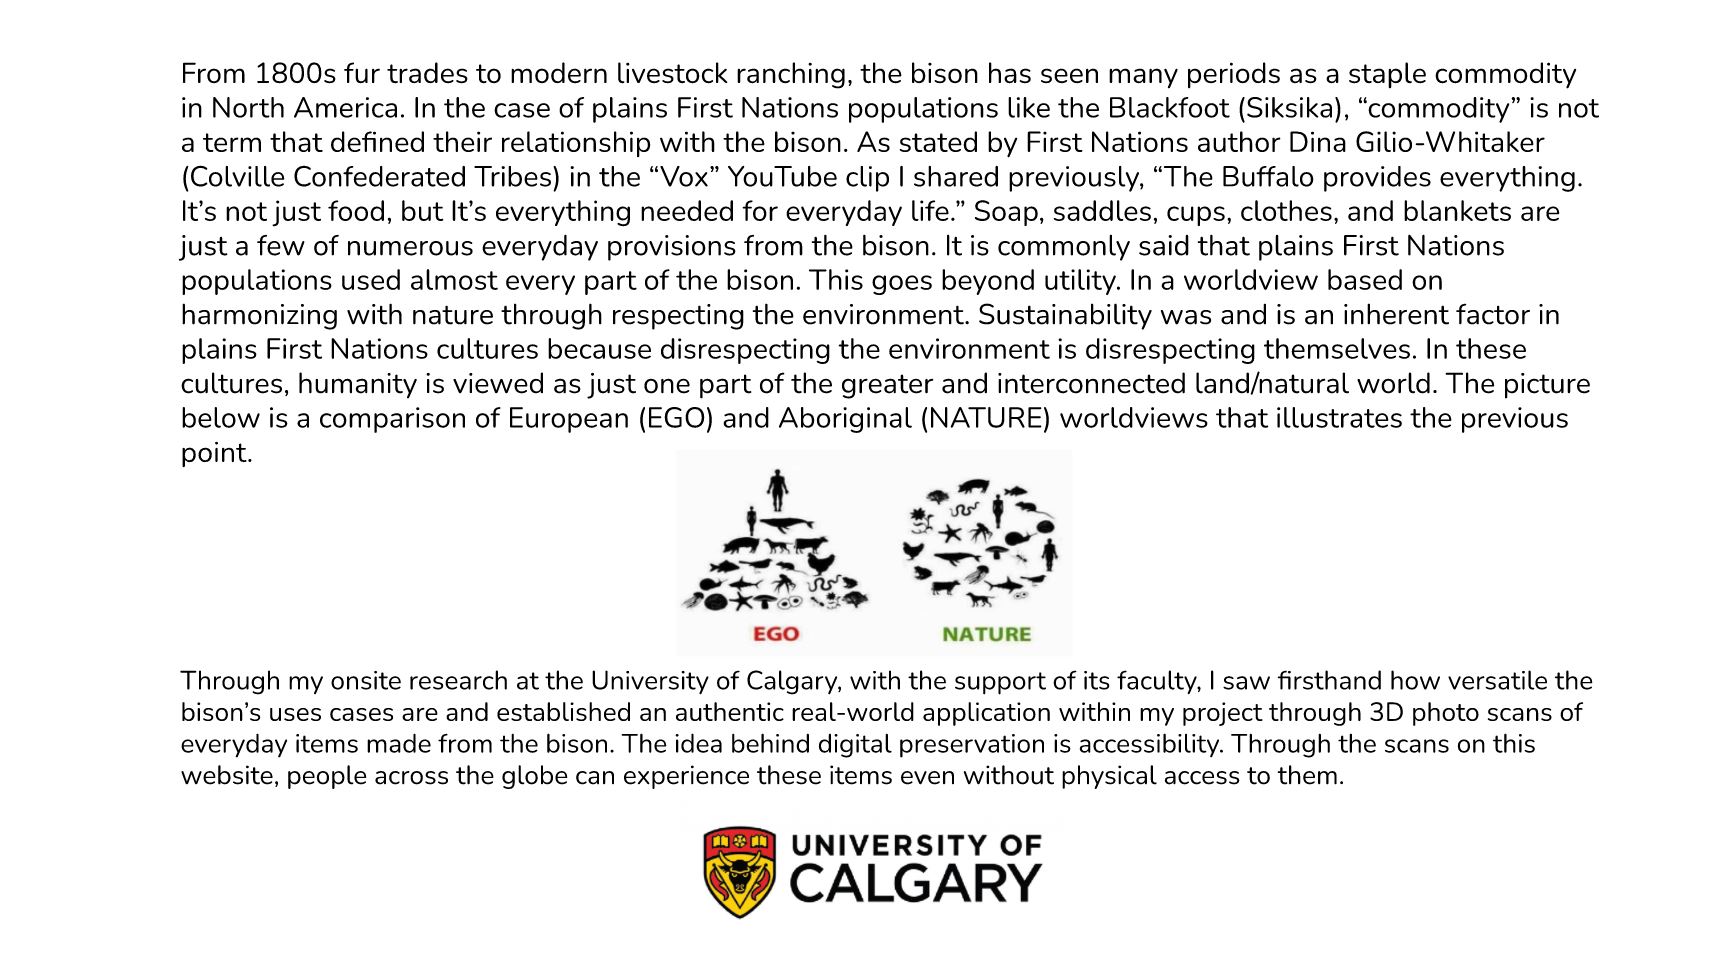 From 1800s fur trades to modern livestock ranching, the bison has seen many periods as a staple commodity
in North America. In the case of plains First Nations populations like the Blackfoot (Siksika), “commodity” is not
a term that defined their relationship with the bison. As stated by First Nations author Dina Gilio-Whitaker
(Colville Confederated Tribes) in the “Vox” YouTube clip I shared previously, “The Buffalo provides everything.
It’s not just food, but It’s everything needed for everyday life.” Soap, saddles, cups, clothes, and blankets are
just a few of numerous everyday provisions from the bison. It is commonly said that plains First Nations
populations used almost every part of the bison. This goes beyond utility. In a worldview based on
harmonizing with nature through respecting the environment. Sustainability was and is an inherent factor in
plains First Nations cultures because disrespecting the environment is disrespecting themselves. In these
cultures, humanity is viewed as just one part of the greater and interconnected land/natural world. The picture
below is a comparison of European (EGO) and Aboriginal (NATURE) worldviews that illustrates the previous
point.
EGO
NATURE
Through my onsite research at the University of Calgary, with the support of its faculty, I saw firsthand how versatile the
bison’s uses cases are and established an authentic real-world application within my project through 3D photo scans of
everyday items made from the bison. The idea behind digital preservation is accessibility. Through the scans on this
website, people across the globe can experience these items even without physical access to them.
UNIVERSITY OF
CALGARY